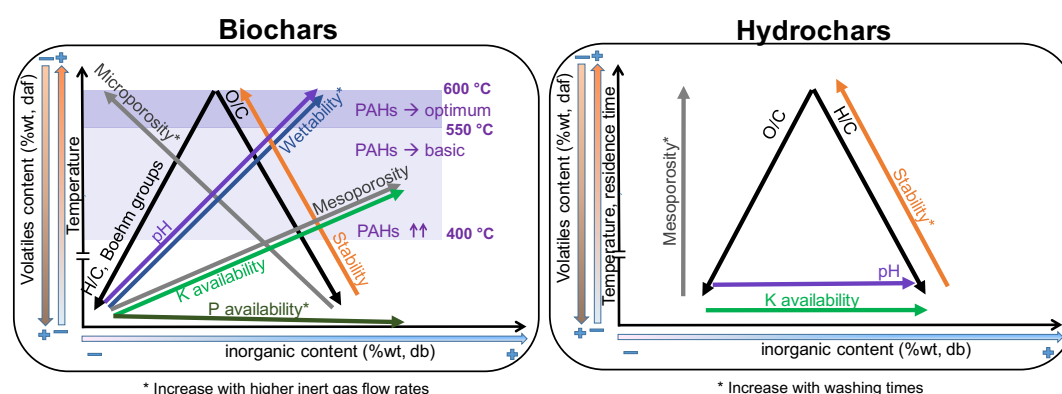 Biochars
− +
Volatiles content (%wt, daf)
+ −
Temperature
Microporosity*
H/C, Boehm groups
O/C
pH
Wettability*
Mesoporosity
K availability
P availability*
Stability
600 °C
PAHs → optimum
550 °C
PAHs → basic
PAHs ↑↑
400 °C
−
inorganic content (%wt, db)
+
* Increase with higher inert gas flow rates
Hydrochars
− +
Volatiles content (%wt, daf)
+ −
Temperature, residence time
Mesoporosity*
O/C
H/C
Stability*
pH
K availability
−
inorganic content (%wt, db)
+
* Increase with washing times